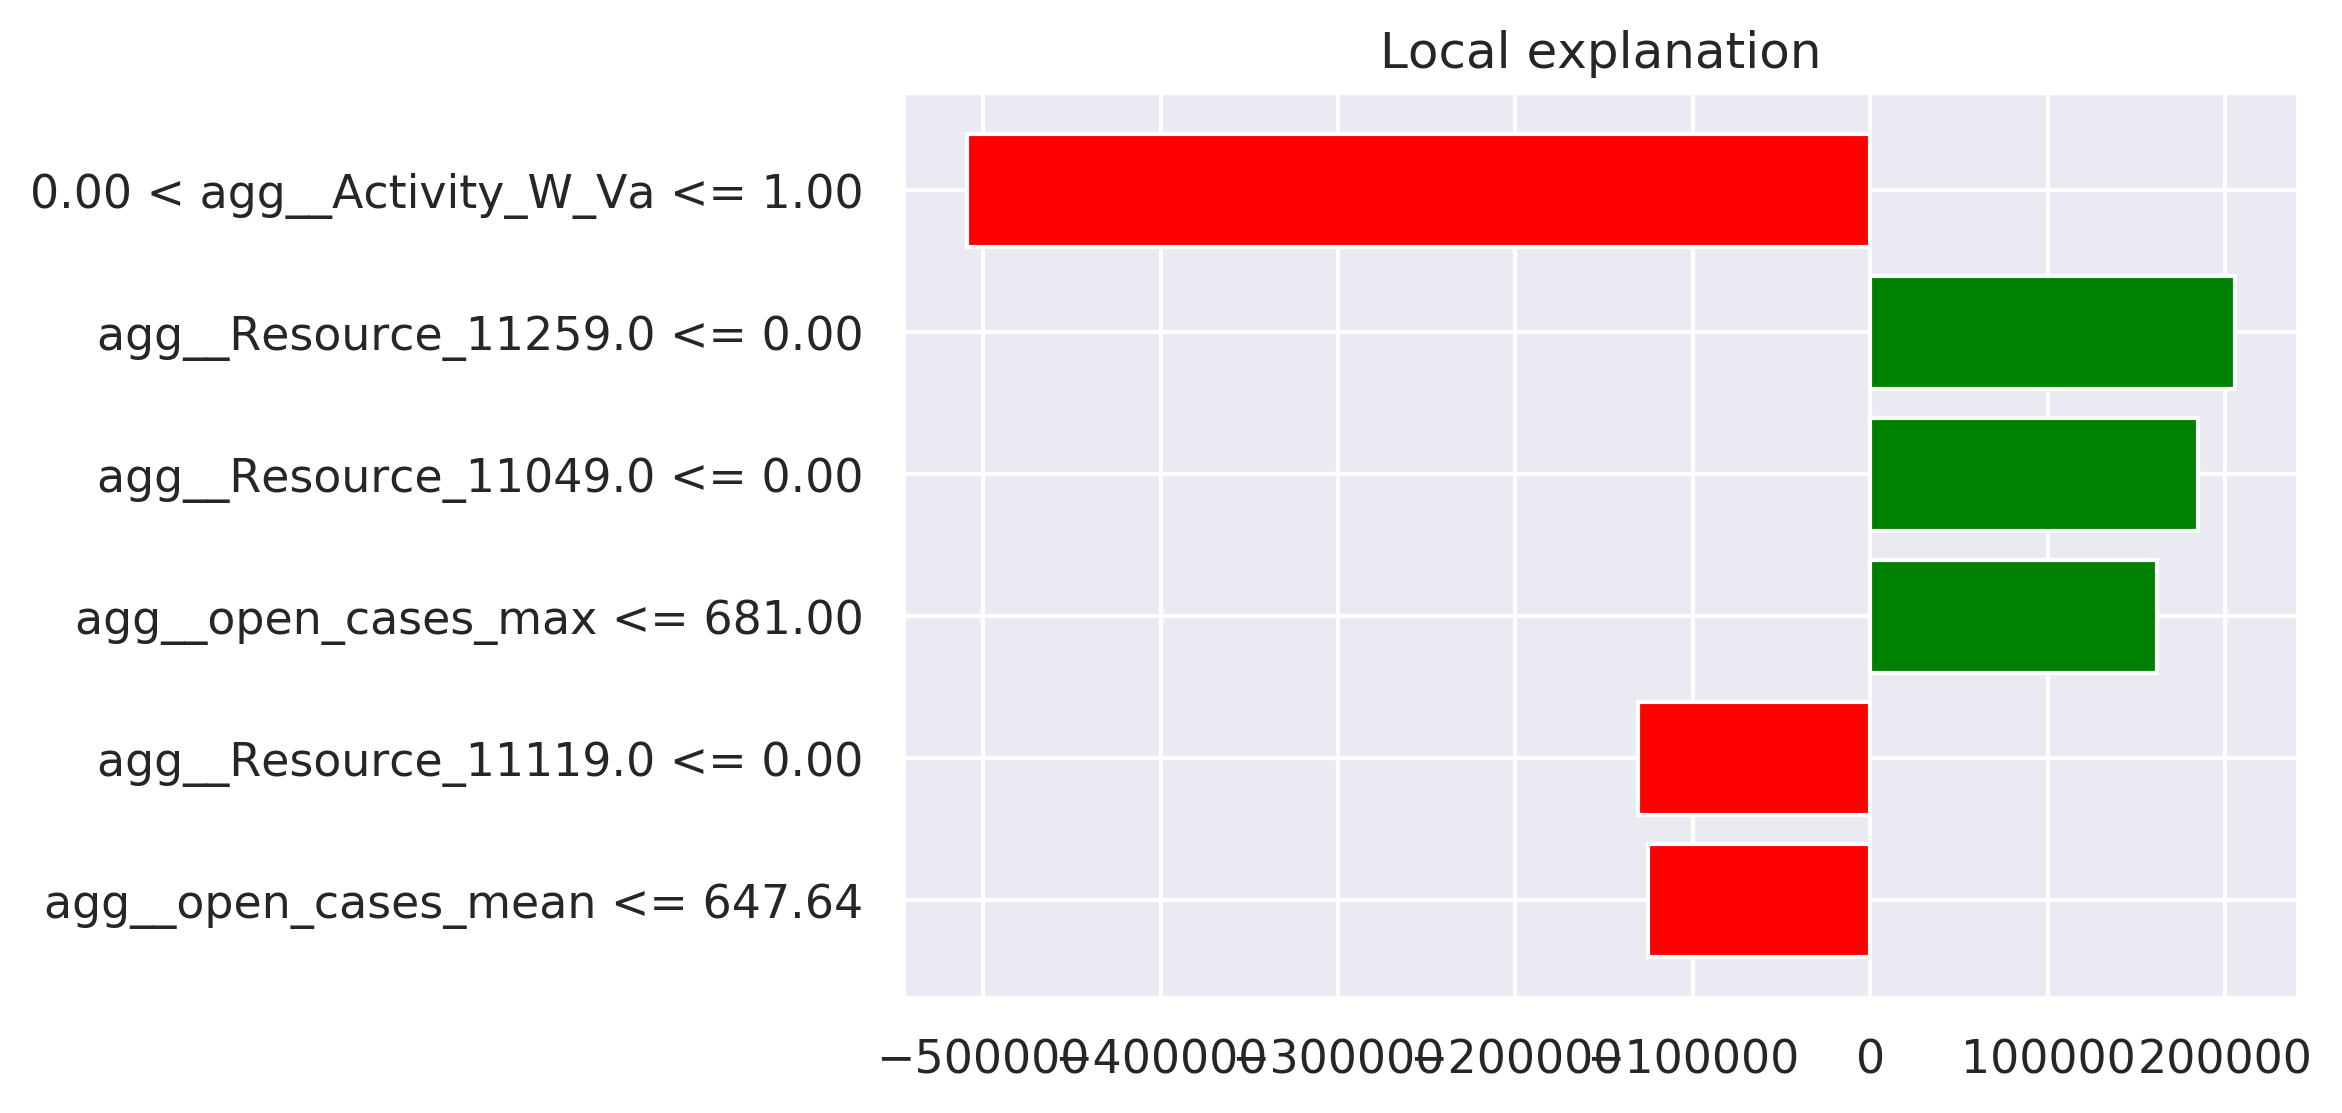 Local explanation
0.00 < agg__Activity_W_Va <= 1.00
agg__Resource_11259.0 <= 0.00
agg__Resource_11049.0 <= 0.00
agg__open_cases_max <= 681.00
agg__Resource_11119.0 <= 0.00
agg__open_cases_mean <= 647.64
−500000 −400000 −300000 −200000 −100000 0 100000 200000